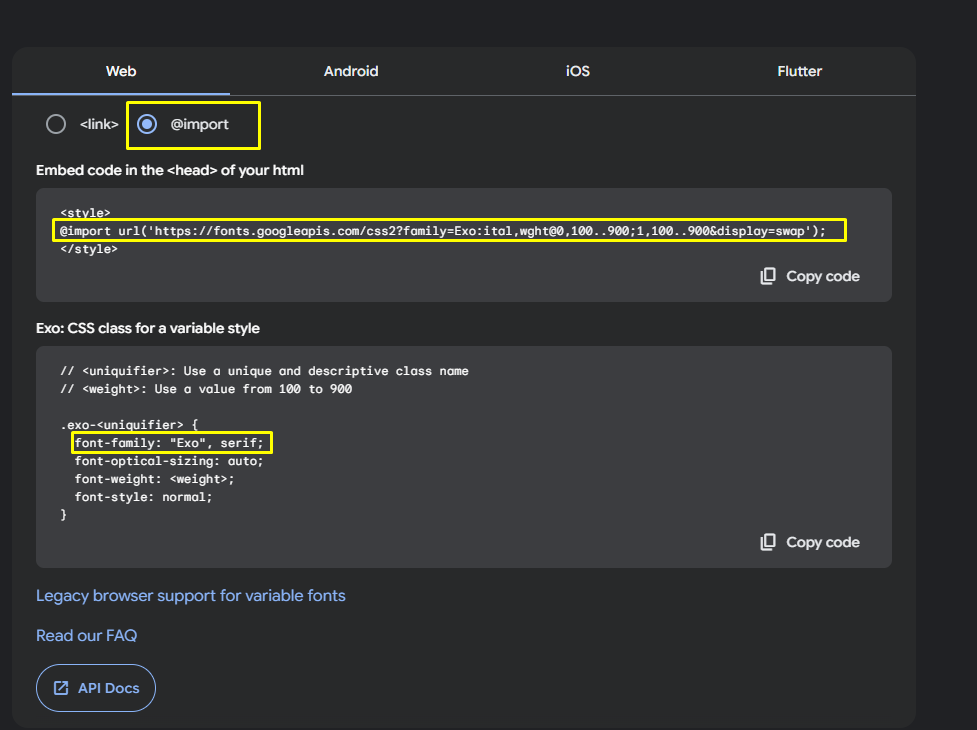 Web Android iOS Flutter
<link> @import
Embed code in the <head> of your html
<style>
@import url('https://fonts.googleapis.com/css2?family=Exo:ital,wght@0,100..900;1,100..900&display=swap');
</style>
Copy code
Exo: CSS class for a variable style
// <uniquifier>: Use a unique and descriptive class name
// <weight>: Use a value from 100 to 900
.exo-<uniquifier> {
font-family: "Exo", serif;
font-optical-sizing: auto;
font-weight: <weight>;
font-style: normal;
}
Copy code
Legacy browser support for variable fonts
Read our FAQ
API Docs